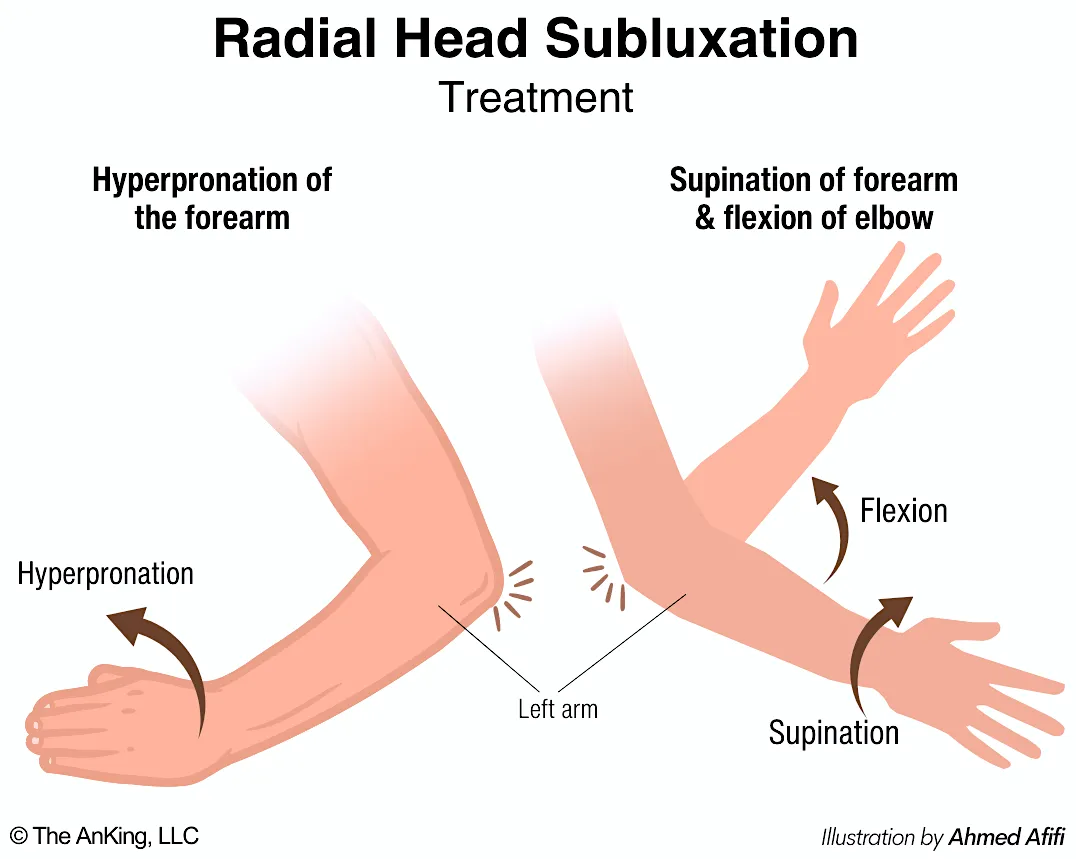 Radial Head Subluxation
Treatment
Hyperpronation of
the forearm
Supination of forearm
& flexion of elbow
Flexion
Hyperpronation
Left arm
Supination
© The AnKing, LLC
Illustration by Ahmed Afifi